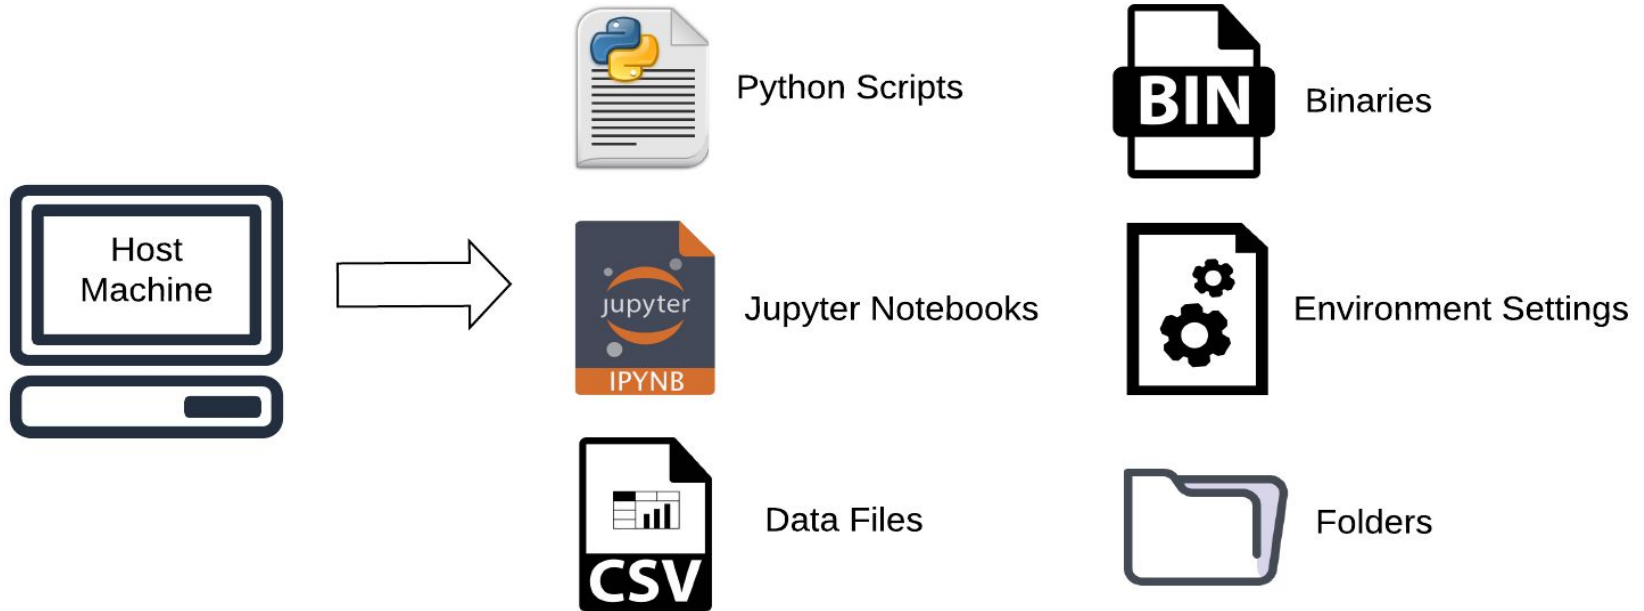 Host
Machine
Python Scripts
BIN
Binaries
jupyter
IPYNB
Jupyter Notebooks
Environment Settings
CSV
Data Files
Folders